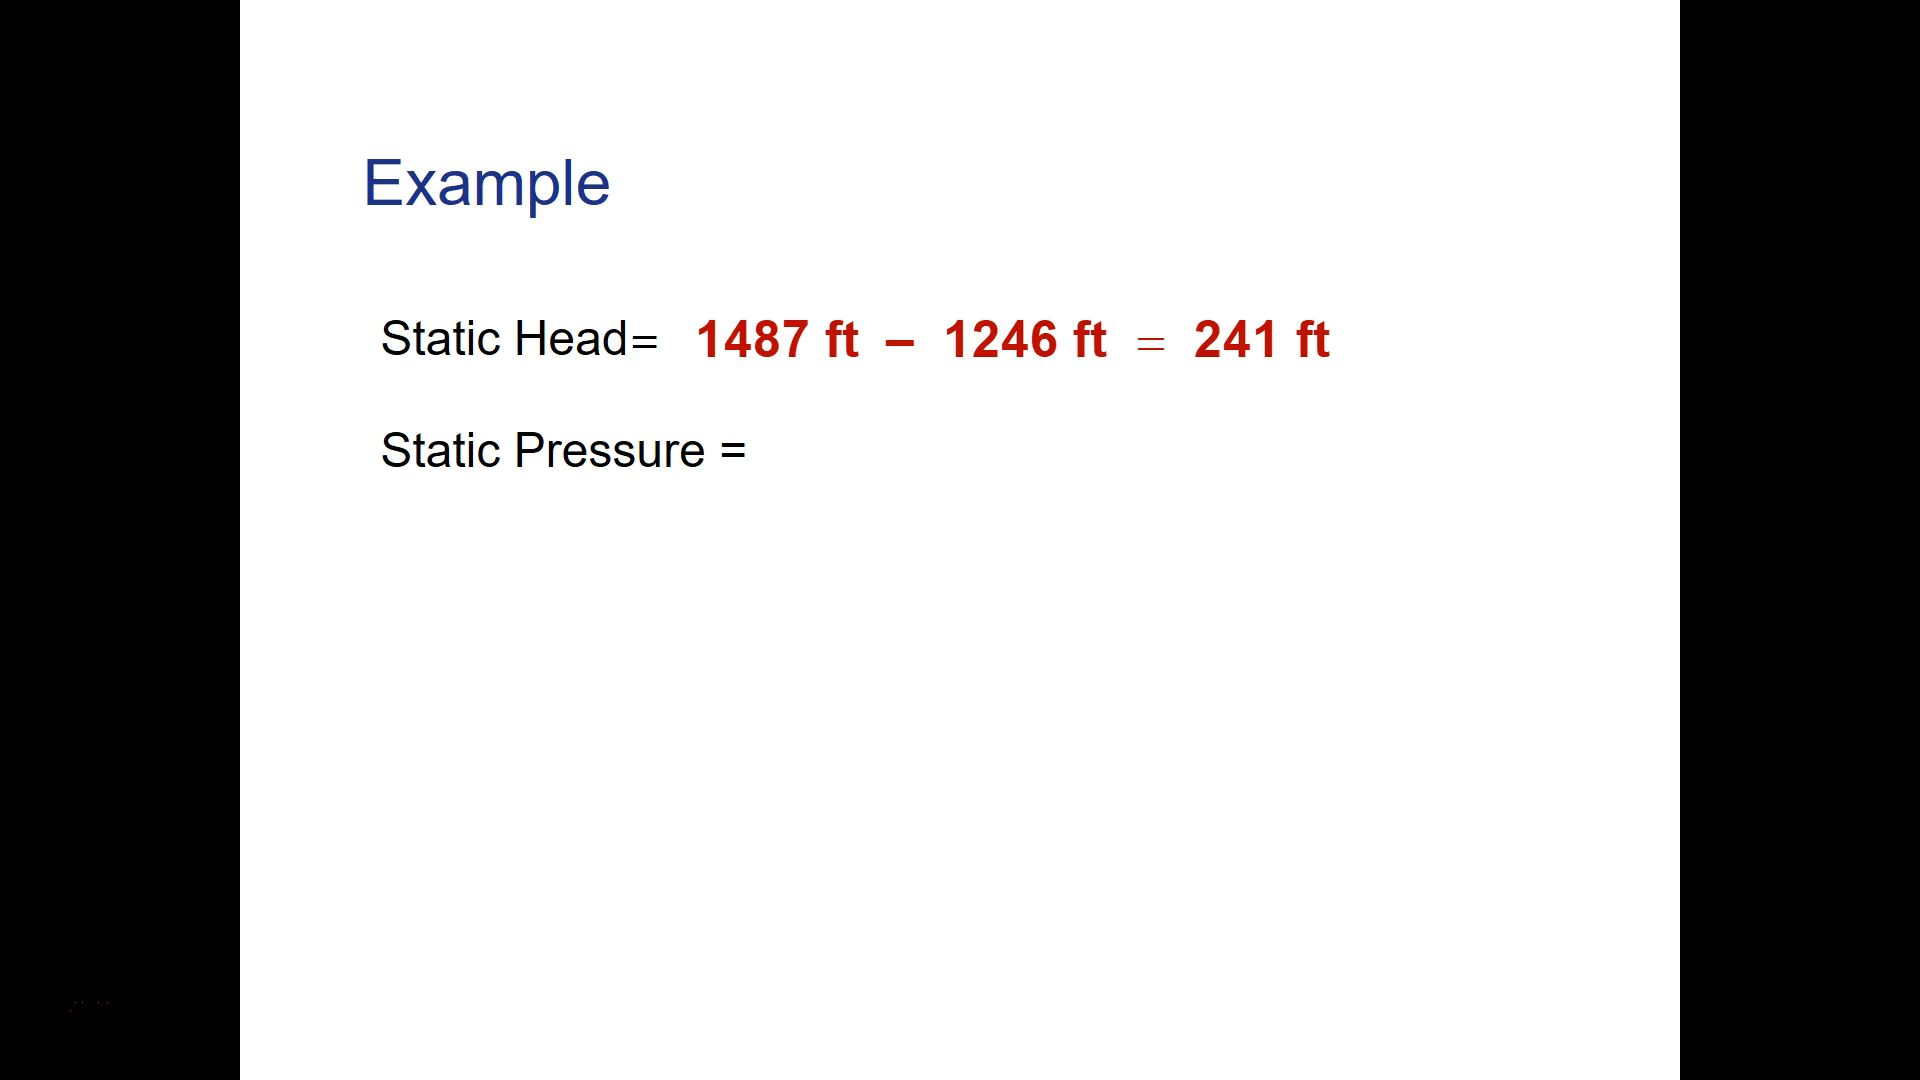 Example
Static Head= 1487 ft – 1246 ft = 241 ft
Static Pressure =